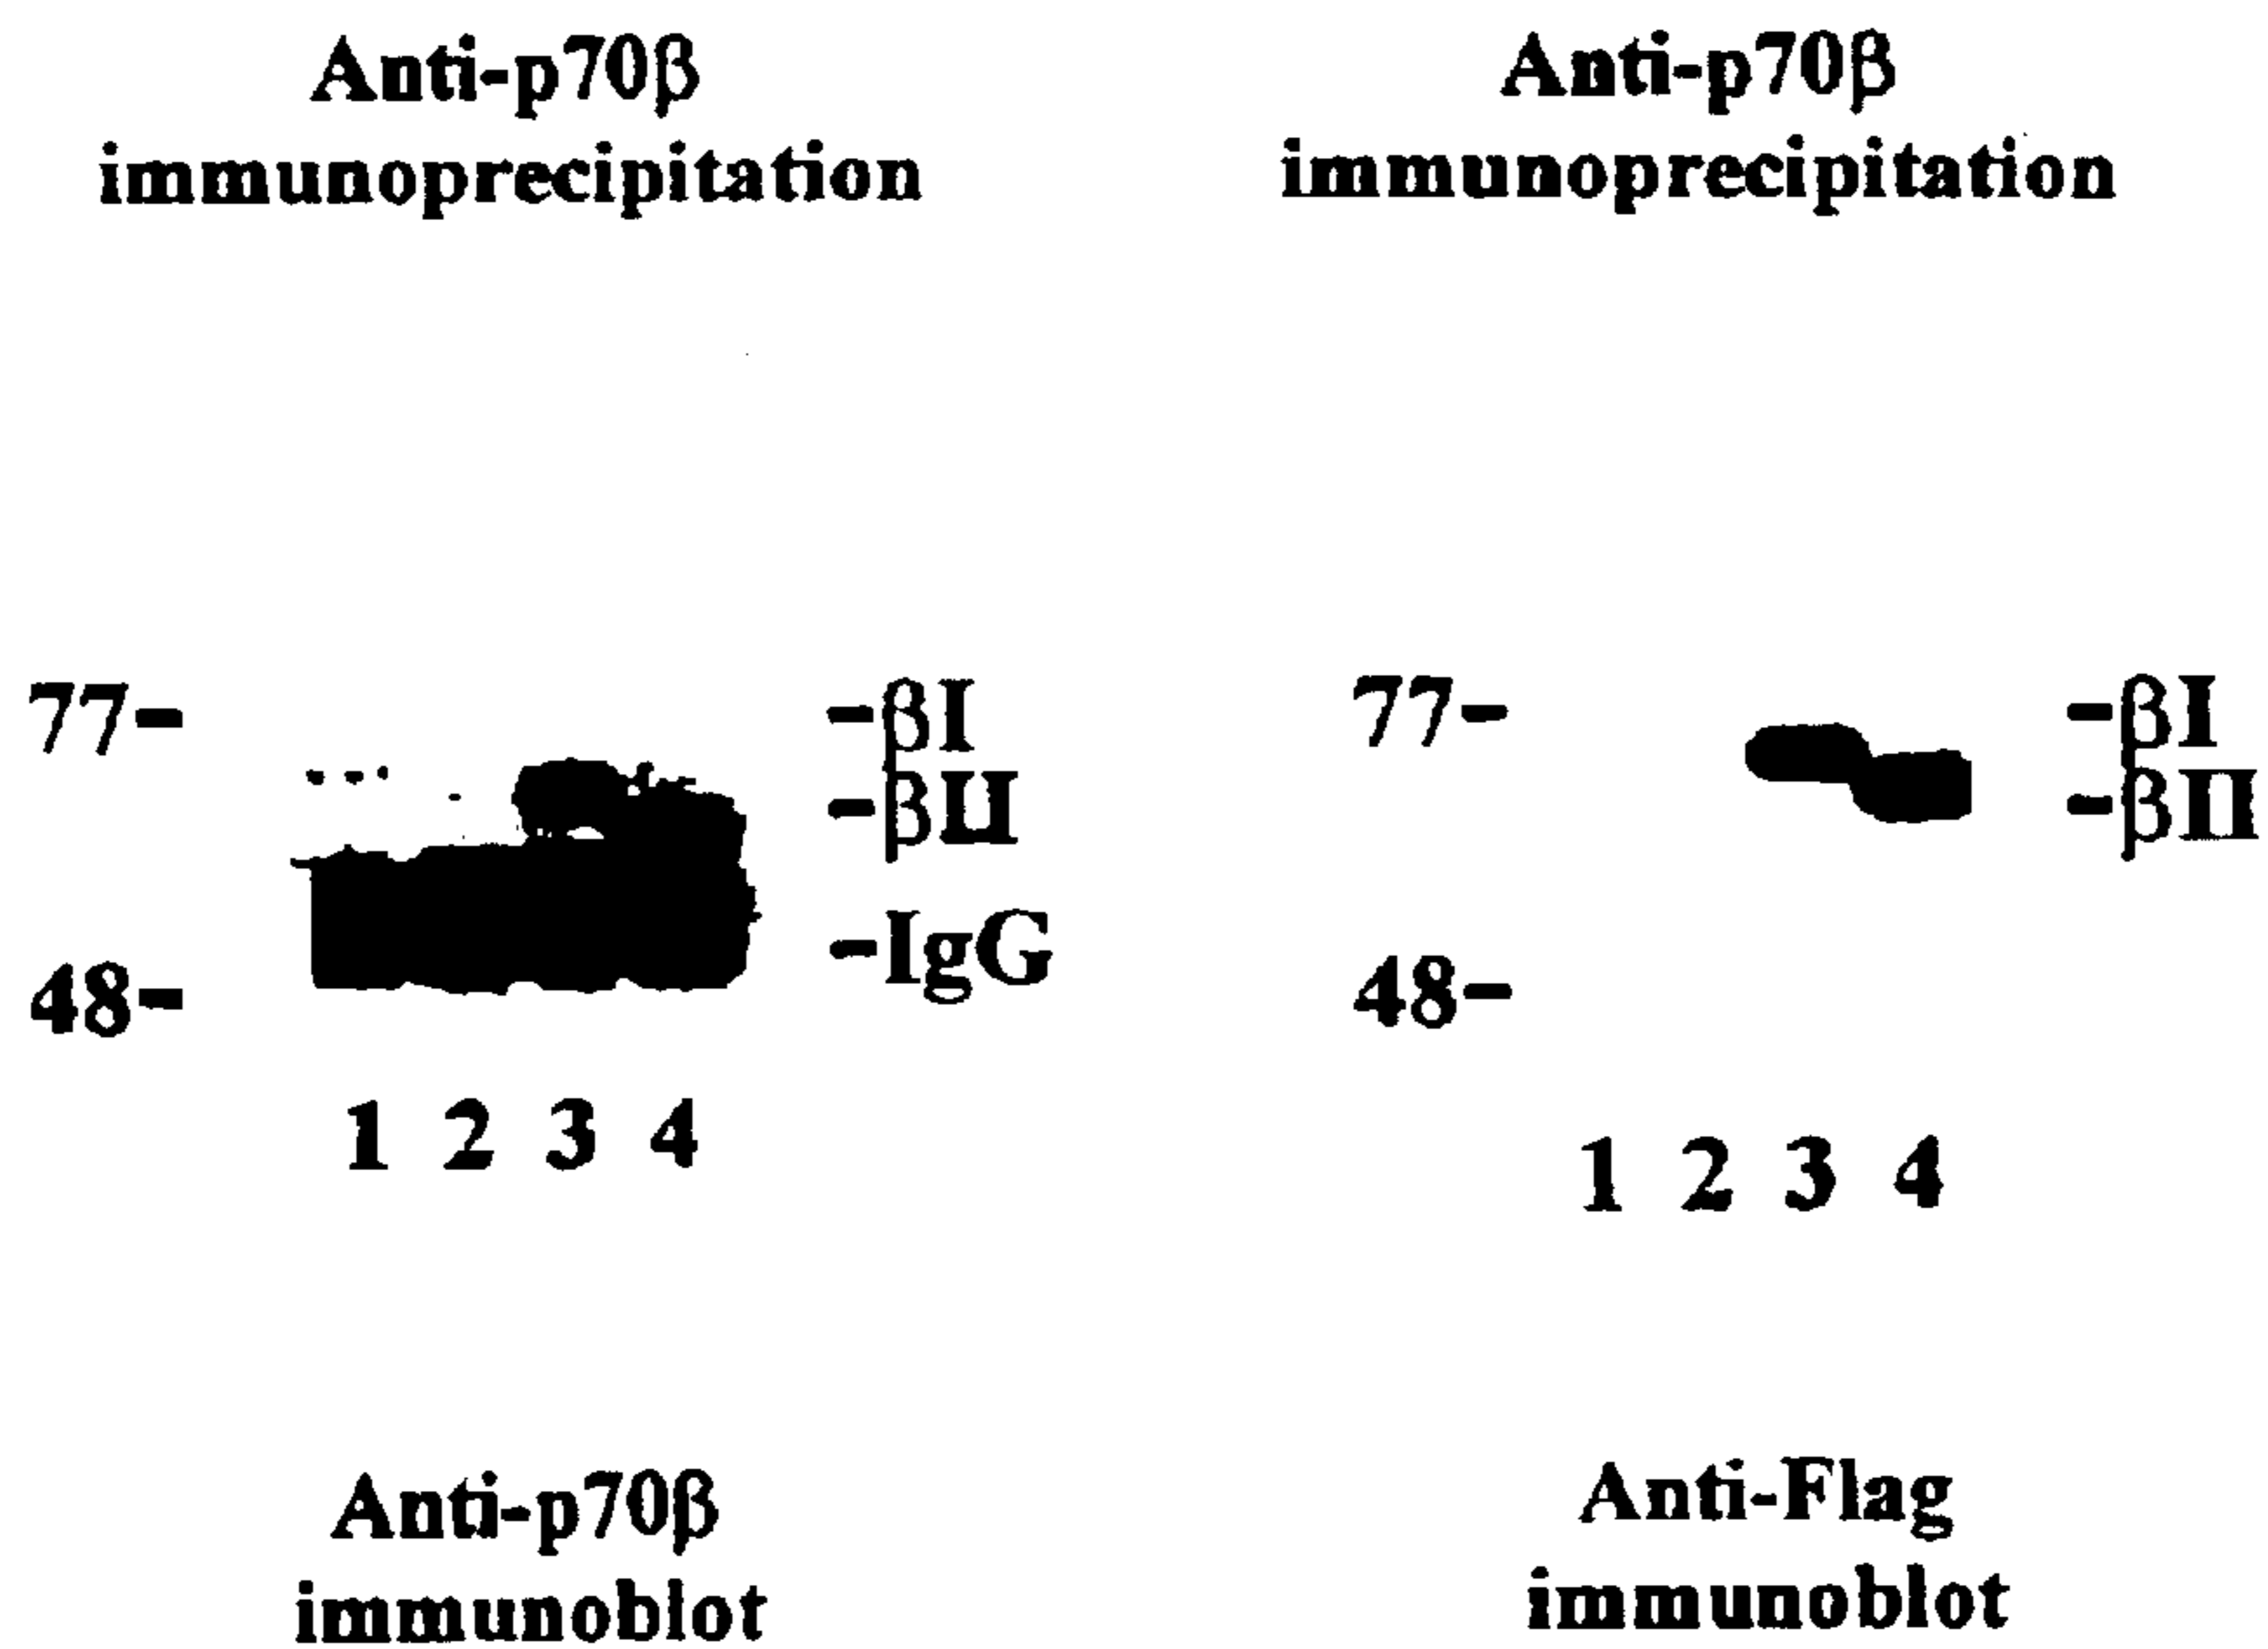 Anti-p70β
immunoprecipitation
77-
-βI
-βII
-IgG
48-
1 2 3 4
Anti-p70β
immunoblot
Anti-p70β
immunoprecipitation
77-
-βI
-βII
48-
1 2 3 4
Anti-Flag
immunoblot